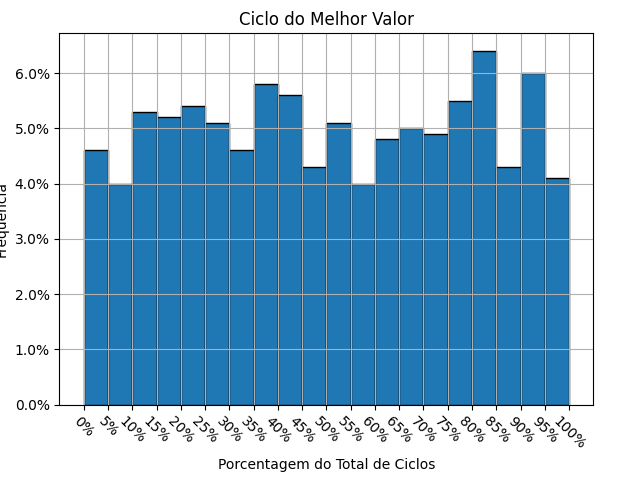 Ciclo do Melhor Valor
Frequência
6.0%
5.0%
4.0%
3.0%
2.0%
1.0%
0.0%
0% 5% 10% 15% 20% 25% 30% 35% 40% 45% 50% 55% 60% 65% 70% 75% 80% 85% 90% 95% 100%
Porcentagem do Total de Ciclos